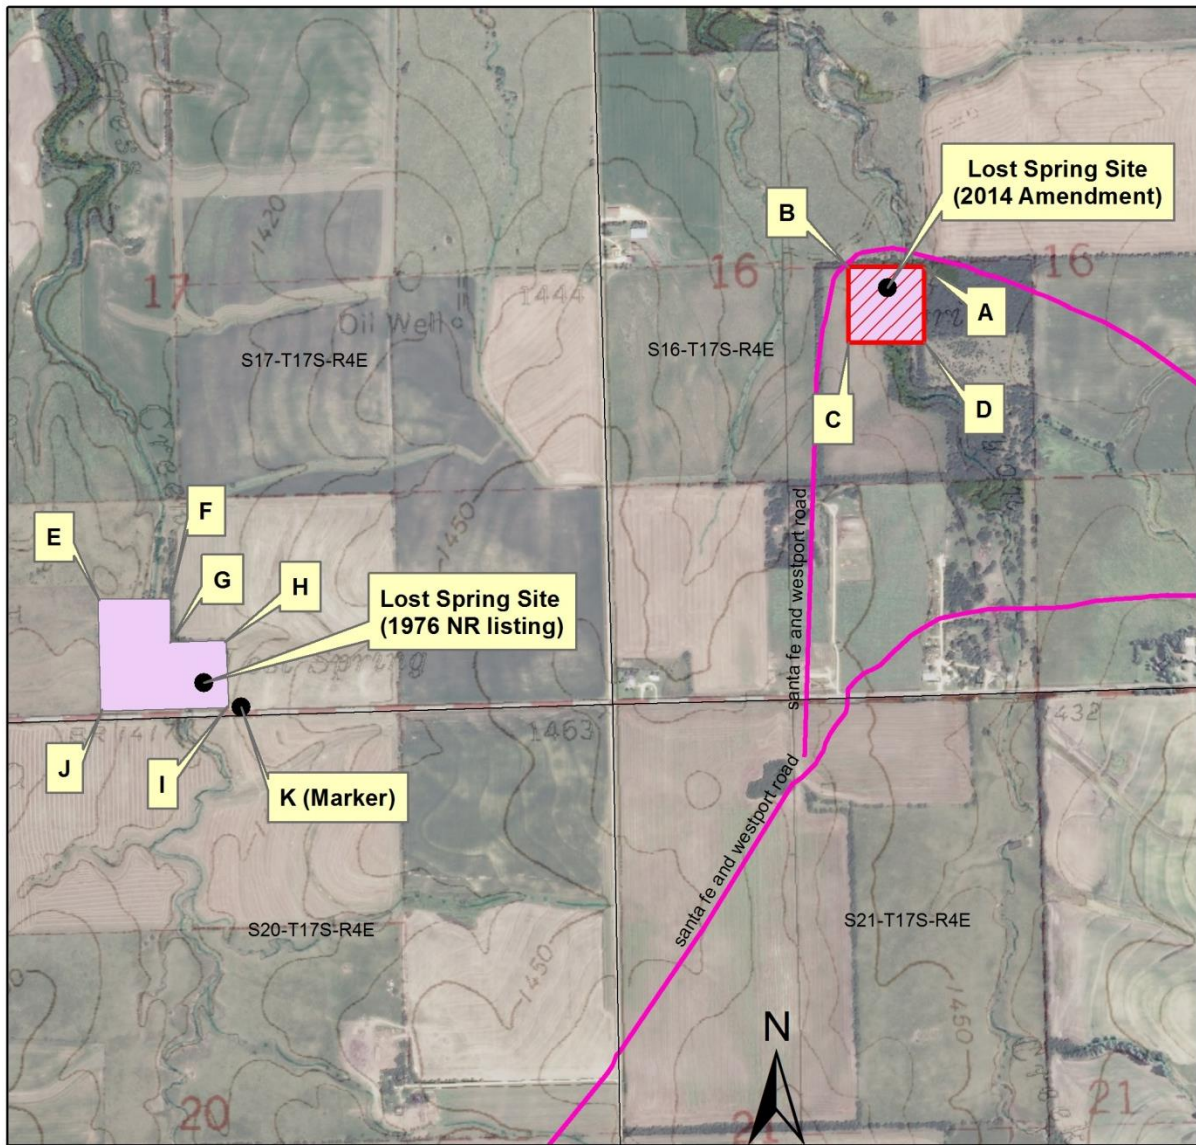 Lost Spring Site
(2014 Amendment)
B
1420
16
16
17
1444
A
Oil Well
S17-T17S-R4E
S16-T17S-R4E
C
D
F
E
1450
G
H
Lost Spring Site
(1976 NR listing)
santa fe and westport road
Spring
1432
1463
J
I
K (Marker)
santa fe and westport road
S20-T17S-R4E
S21-T17S-R4E
1450
1450
N
20
21
21